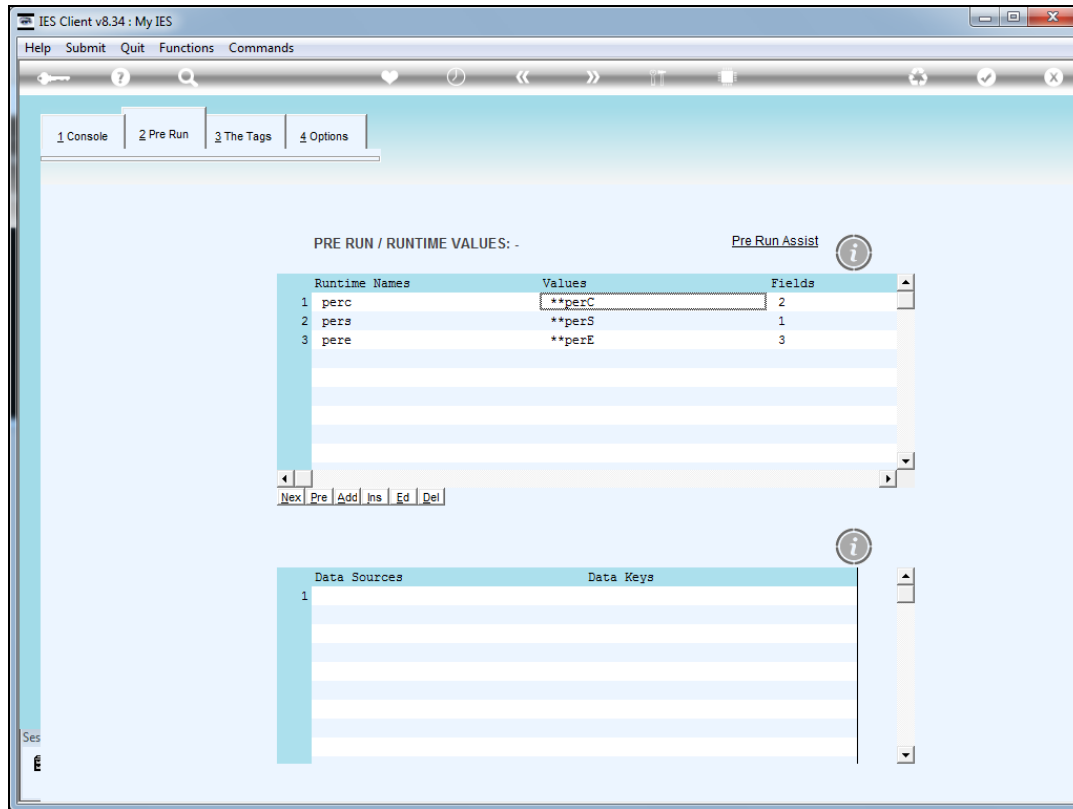 IES Client v8.34 : My IES
Help Submit Quit Functions Commands
1 Console 2 Pre Run 3 The Tags 4 Options
PRE RUN / RUNTIME VALUES: - Pre Run Assist
Runtime Names Values Fields
1 perc **perC 2
2 pers **perS 1
3 pere **perE 3
Nex Pre Add Ins Ed Del
Data Sources Data Keys
1
Ses